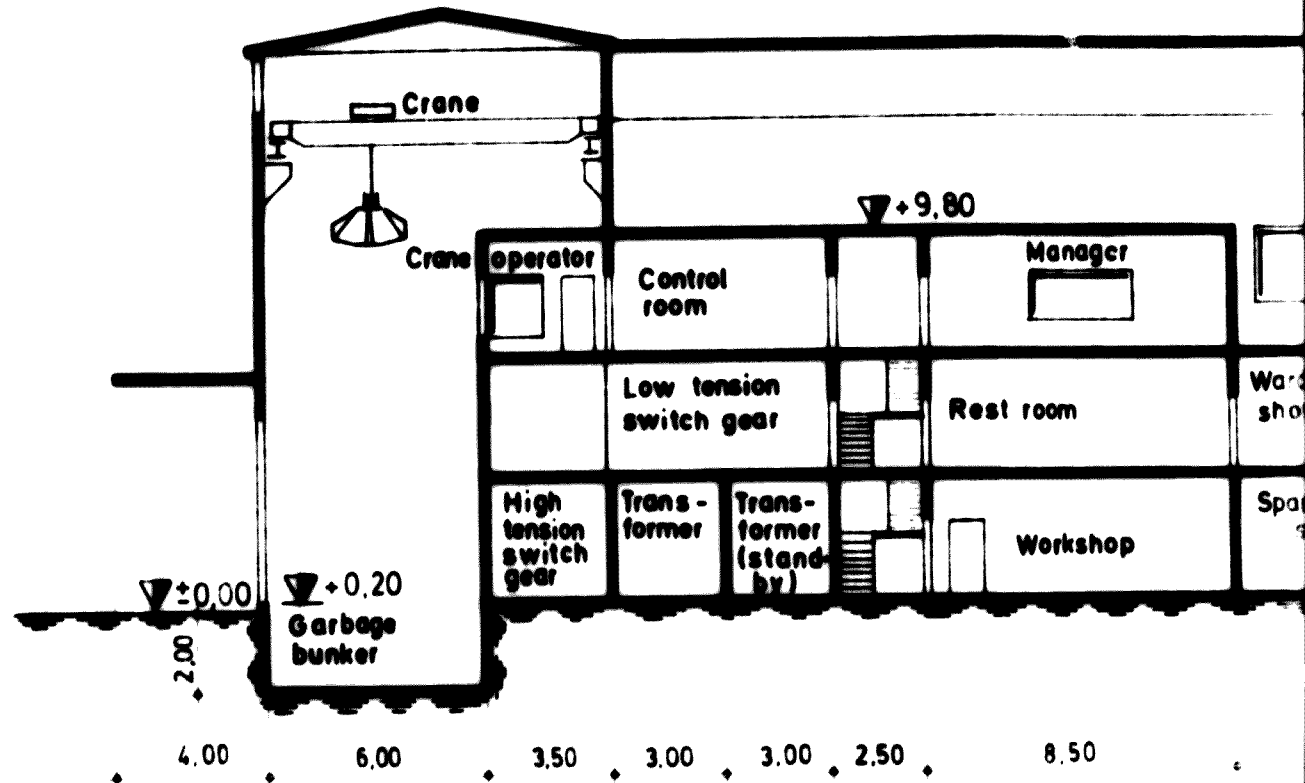 Crane
+9,80
Crane operator
Manager
Control
room
Low tension
switch gear
Rest room
High
tension
switch
gear
Trans-
former
Trans-
former
(stand-
by)
Workshop
±0,00
+0,20
Garbage
bunker
2,00
4,00 6,00 3,50 3,00 3,00 2,50 8,50